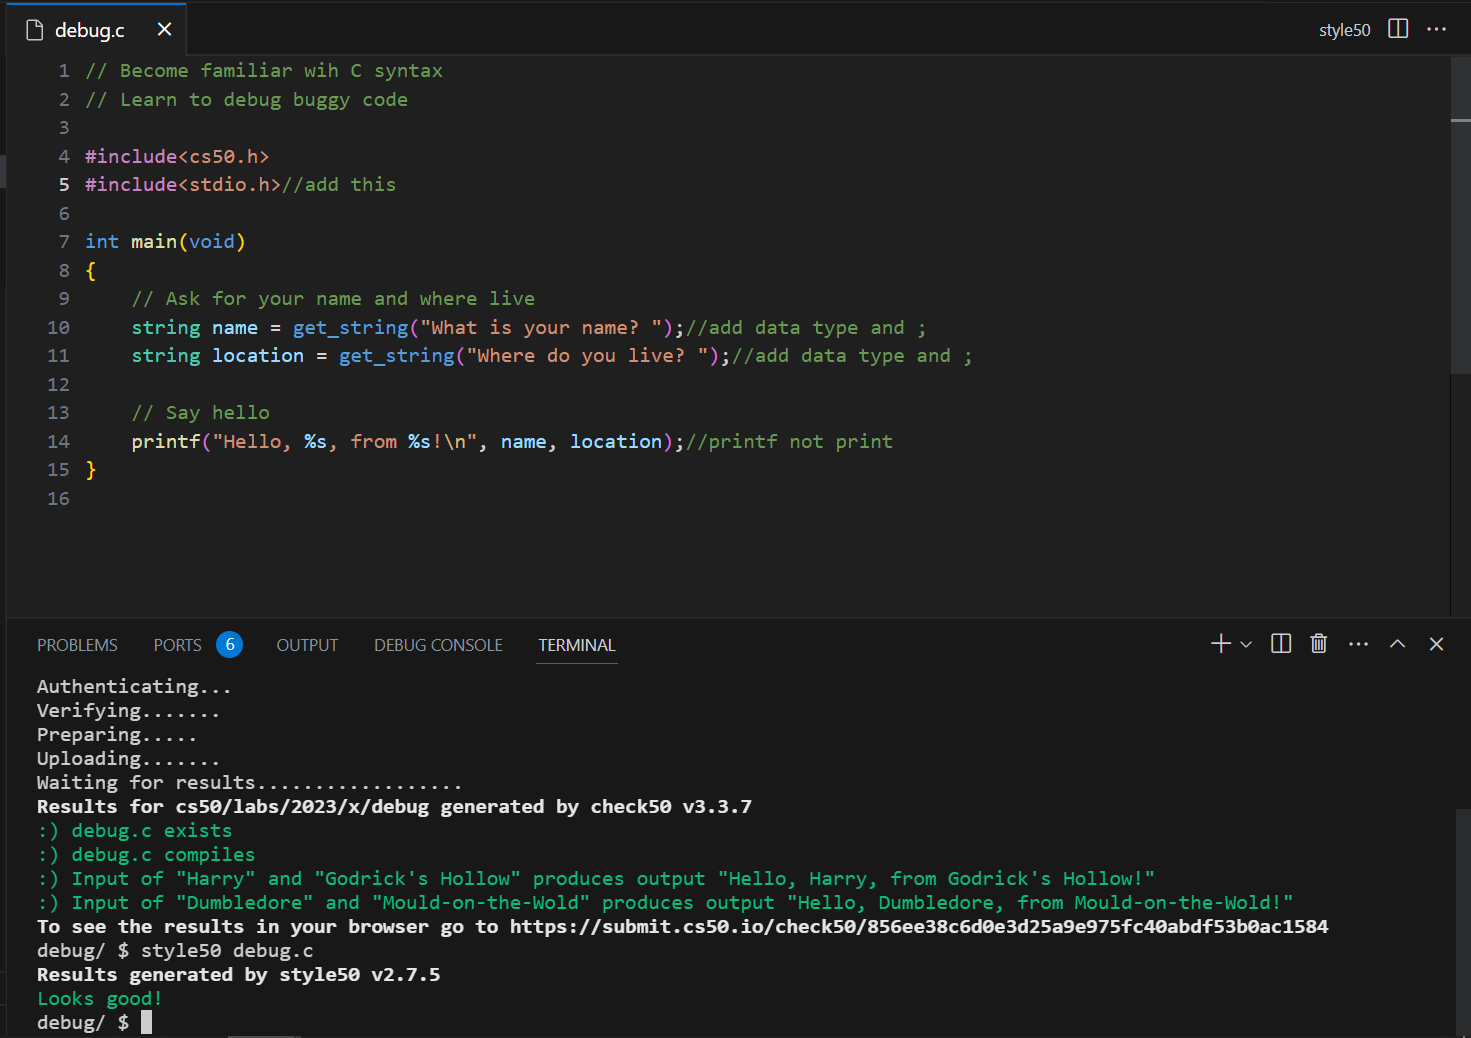 debug.c
style50
1 // Become familiar wih C syntax
2 // Learn to debug buggy code
3
4 #include<cs50.h>
5 #include<stdio.h>//add this
6
7 int main(void)
8 {
9     // Ask for your name and where live
10     string name = get_string("What is your name? ");//add data type and ;
11     string location = get_string("Where do you live? ");//add data type and ;
12
13     // Say hello
14     printf("Hello, %s, from %s!\n", name, location);//printf not print
15 }
16
PROBLEMS PORTS 6 OUTPUT DEBUG CONSOLE TERMINAL
Authenticating...
Verifying.......
Preparing.....
Uploading.......
Waiting for results..................
Results for cs50/labs/2023/x/debug generated by check50 v3.3.7
:) debug.c exists
:) debug.c compiles
:) Input of "Harry" and "Godrick's Hollow" produces output "Hello, Harry, from Godrick's Hollow!"
:) Input of "Dumbledore" and "Mould-on-the-Wold" produces output "Hello, Dumbledore, from Mould-on-the-Wold!"
To see the results in your browser go to https://submit.cs50.io/check50/856ee38c6d0e3d25a9e975fc40abdf53b0ac1584
debug/ $ style50 debug.c
Results generated by style50 v2.7.5
Looks good!
debug/ $